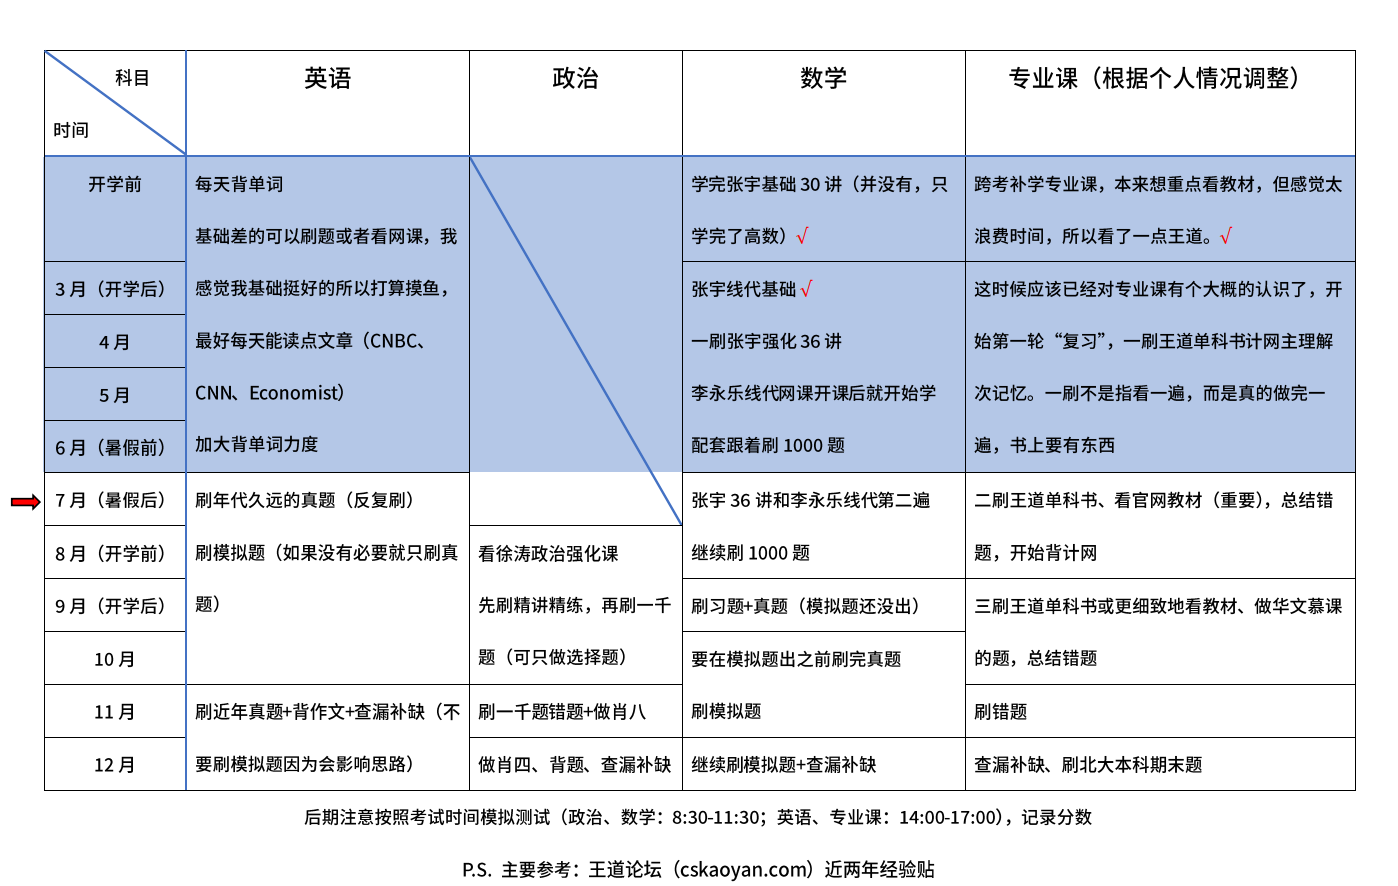 科目
时间
英语
政治
数学
专业课（根据个人情况调整）
开学前
每天背单词
基础差的可以刷题或者看网课，我
感觉我基础挺好的所以打算摸鱼，
最好每天能读点文章（CNBC、
CNN、Economist）
加大背单词力度
学完张宇基础 30 讲（并没有，只
学完了高数）√
跨考补学专业课，本来想重点看教材，但感觉太
浪费时间，所以看了一点王道。√
3 月（开学后）
4 月
5 月
6 月（暑假前）
张宇线代基础 √
一刷张宇强化 36 讲
李永乐线代网课开课后就开始学
配套跟着刷 1000 题
这时候应该已经对专业课有个大概的认识了，开
始第一轮“复习”，一刷王道单科书计网主理解
次记忆。一刷不是指看一遍，而是真的做完一
遍，书上要有东西
7 月（暑假后）
8 月（开学前）
9 月（开学后）
10 月
刷年代久远的真题（反复刷）
刷模拟题（如果没有必要就只刷真
题）
看徐涛政治强化课
先刷精讲精练，再刷一千
题（可只做选择题）
张宇 36 讲和李永乐线代第二遍
继续刷 1000 题
二刷王道单科书、看官网教材（重要），总结错
题，开始背计网
刷习题+真题（模拟题还没出）
三刷王道单科书或更细致地看教材、做华文慕课
的题，总结错题
要在模拟题出之前刷完真题
刷模拟题
11 月
刷近年真题+背作文+查漏补缺（不
要刷模拟题因为会影响思路）
刷一千题错题+做肖八
刷错题
12 月
做肖四、背题、查漏补缺
继续刷模拟题+查漏补缺
查漏补缺、刷北大本科期末题
后期注意按照考试时间模拟测试（政治、数学：8:30-11:30；英语、专业课：14:00-17:00），记录分数
P.S. 主要参考：王道论坛（cskaoyan.com）近两年经验贴